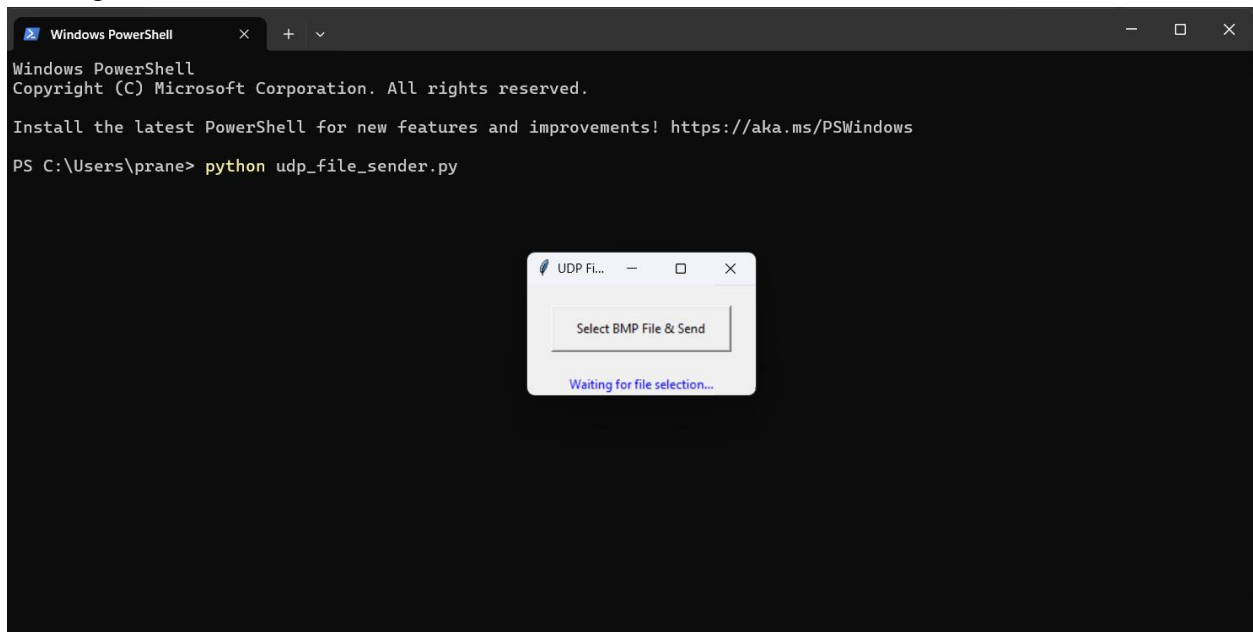 Windows PowerShell
Windows PowerShell
Copyright (C) Microsoft Corporation. All rights reserved.
Install the latest PowerShell for new features and improvements! https://aka.ms/PSWindows
PS C:\Users\prane> python udp_file_sender.py
UDP Fi...
Select BMP File & Send
Waiting for file selection...